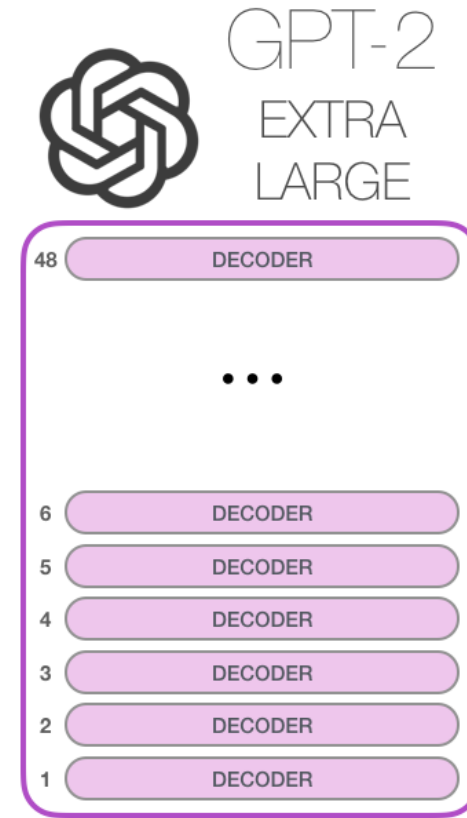 GPT-2
EXTRA
LARGE
48 DECODER
...
6 DECODER
5 DECODER
4 DECODER
3 DECODER
2 DECODER
1 DECODER